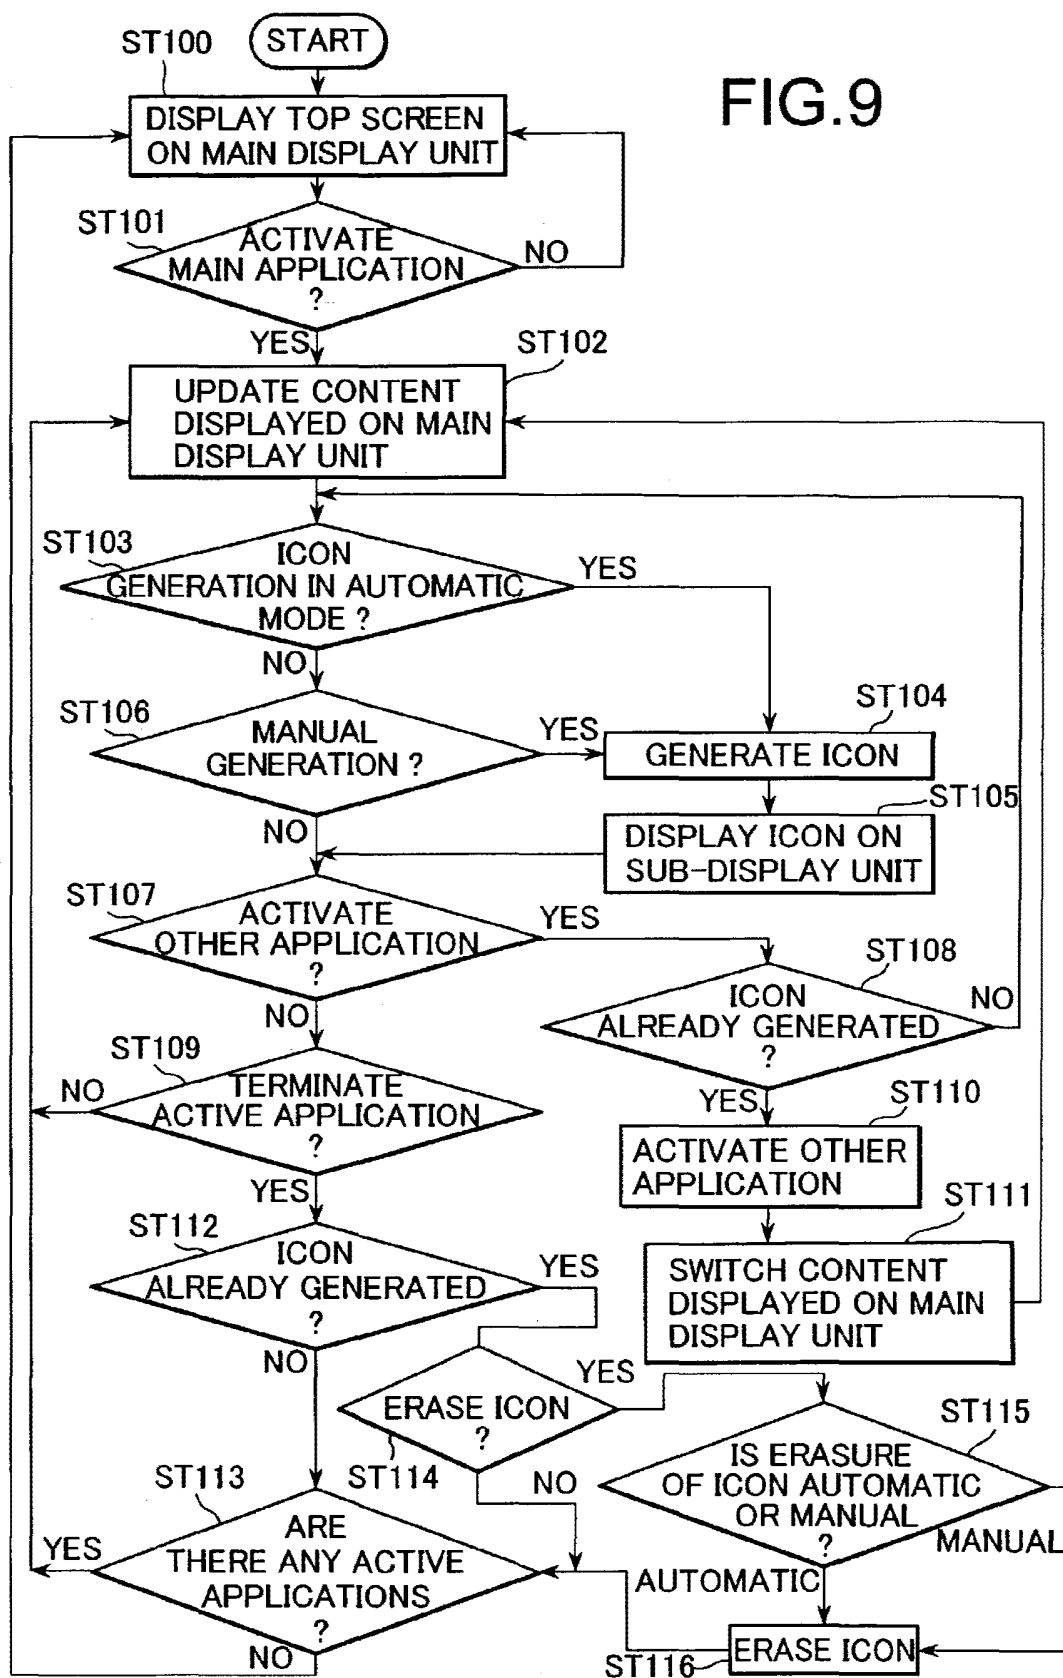 FIG.9
START
ST100
DISPLAY TOP SCREEN
ON MAIN DISPLAY UNIT
ST101
ACTIVATE
MAIN APPLICATION
?
NO
YES
ST102
UPDATE CONTENT
DISPLAYED ON MAIN
DISPLAY UNIT
ST103
ICON
GENERATION IN AUTOMATIC
MODE ?
YES
NO
ST106
MANUAL
GENERATION ?
YES
NO
ST104
GENERATE ICON
ST105
DISPLAY ICON ON
SUB-DISPLAY UNIT
ST107
ACTIVATE
OTHER APPLICATION
?
YES
NO
ST108
ICON
ALREADY GENERATED
?
NO
YES
ST109
TERMINATE
ACTIVE APPLICATION
?
NO
YES
ST110
ACTIVATE OTHER
APPLICATION
ST111
SWITCH CONTENT
DISPLAYED ON MAIN
DISPLAY UNIT
ST112
ICON
ALREADY GENERATED
?
YES
NO
ERASE ICON
?
ST114
YES
NO
ST115
IS ERASURE
OF ICON AUTOMATIC
OR MANUAL
?
MANUAL
AUTOMATIC
ST113
ARE
THERE ANY ACTIVE
APPLICATIONS
?
YES
NO
ST116
ERASE ICON